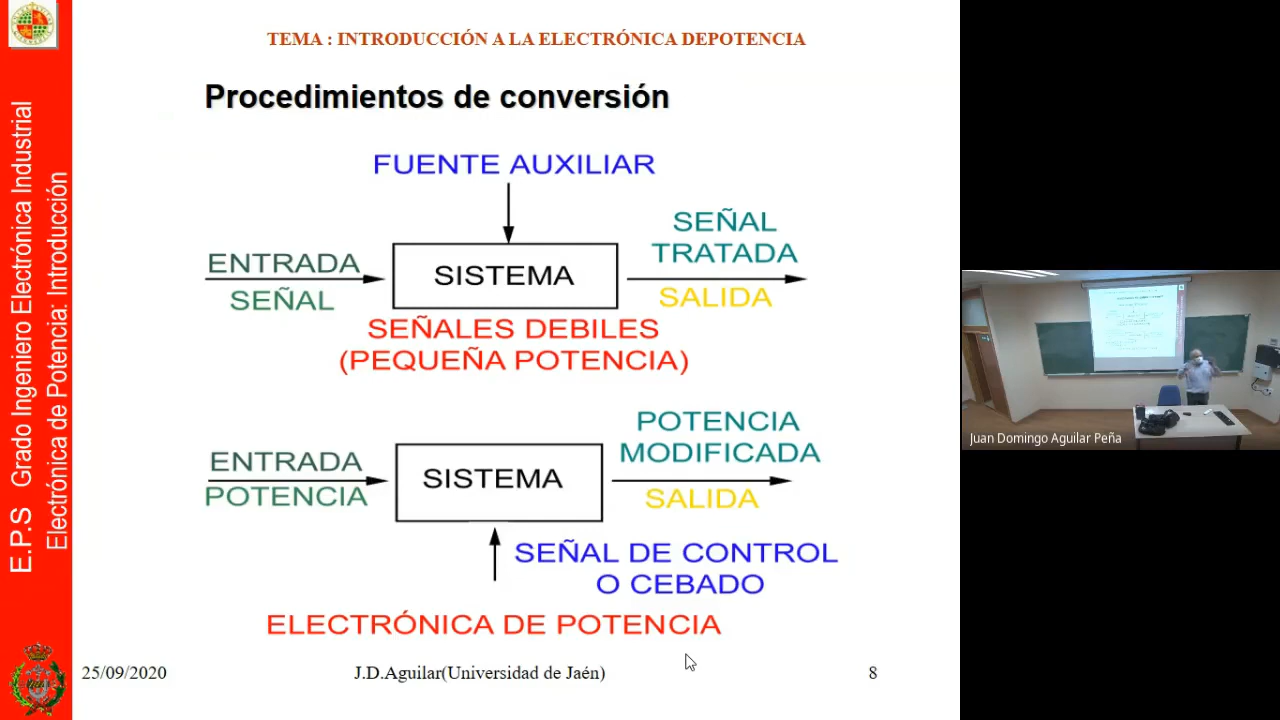 TEMA : INTRODUCCIÓN A LA ELECTRÓNICA DEPOTENCIA
Procedimientos de conversión
FUENTE AUXILIAR
ENTRADA
SEÑAL
SISTEMA
SEÑAL
TRATADA
SALIDA
SEÑALES DEBILES
(PEQUEÑA POTENCIA)
ENTRADA
POTENCIA
SISTEMA
POTENCIA
MODIFICADA
SALIDA
SEÑAL DE CONTROL
O CEBADO
ELECTRÓNICA DE POTENCIA
25/09/2020
J.D.Aguilar(Universidad de Jaén)
8
E.P.S Grado Ingeniero Electrónica Industrial
Electrónica de Potencia: Introducción
Juan Domingo Aguilar Peña